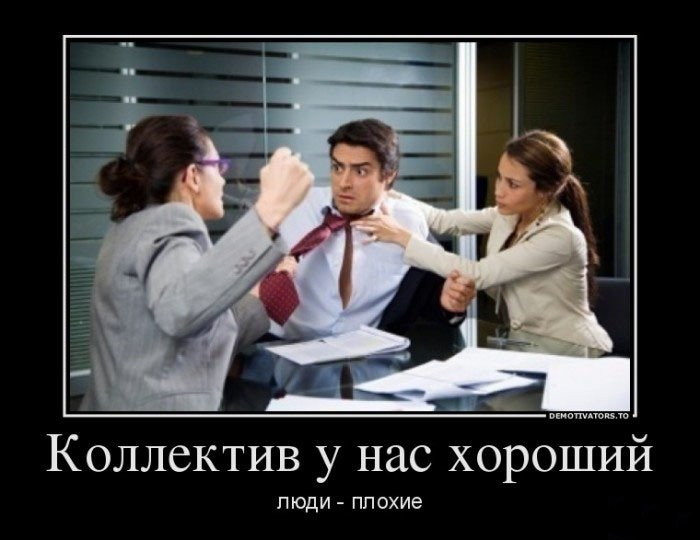 DEMOTIVATORS.TO
Коллектив у нас хороший
люди - плохие